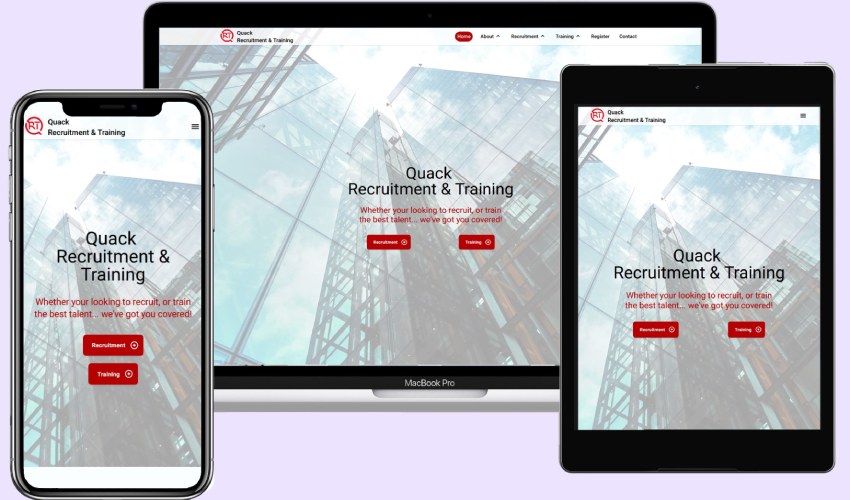 Quack
Recruitment & Training
Home About Recruitment Training Register Contact
Quack
Recruitment & Training
Whether your looking to recruit, or train
the best talent... we've got you covered!
Recruitment Training
MacBook Pro
RT Quack
Recruitment & Training
Quack
Recruitment &
Training
Whether your looking to recruit, or train
the best talent... we've got you covered!
Recruitment
Training
RT Quack
Recruitment & Training
Quack
Recruitment & Training
Whether your looking to recruit, or train
the best talent... we've got you covered!
Recruitment Training